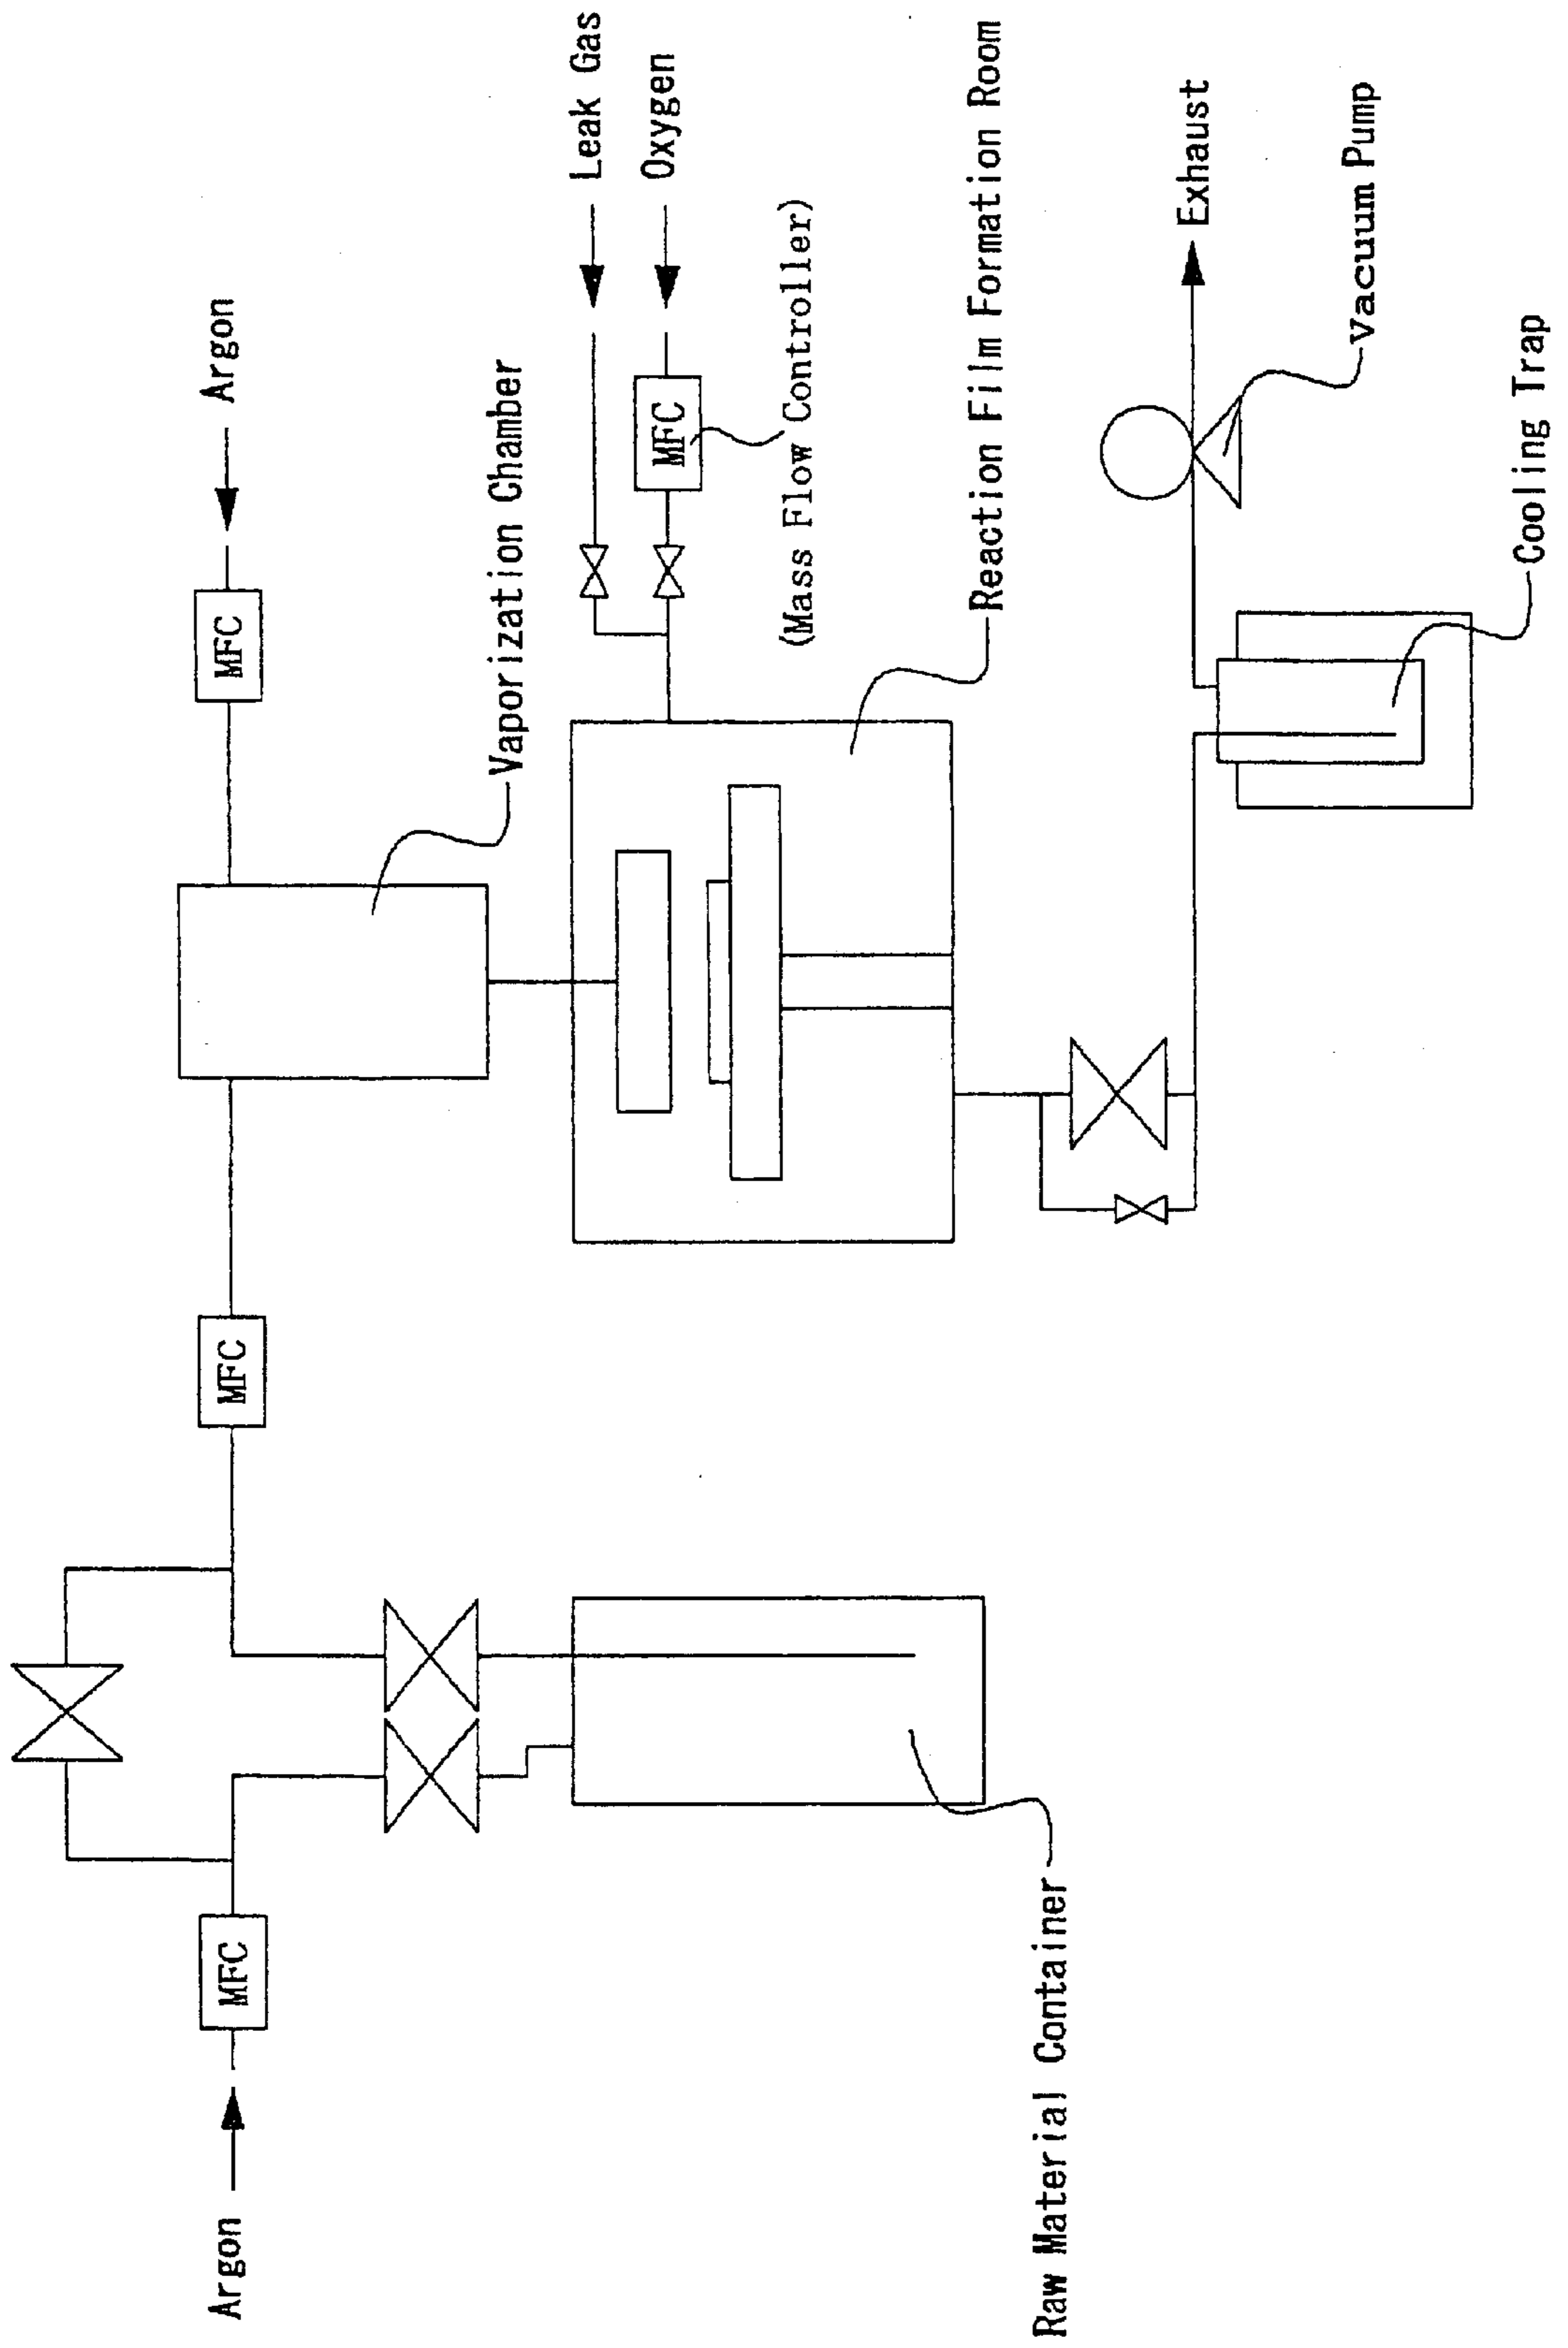 Argon
MFC
MFC
MFC
Argon
Vaporization Chamber
Leak Gas
Oxygen
MFC
(Mass Flow Controller)
Reaction Film Formation Room
Raw Material Container
Exhaust
Vacuum Pump
Cooling Trap